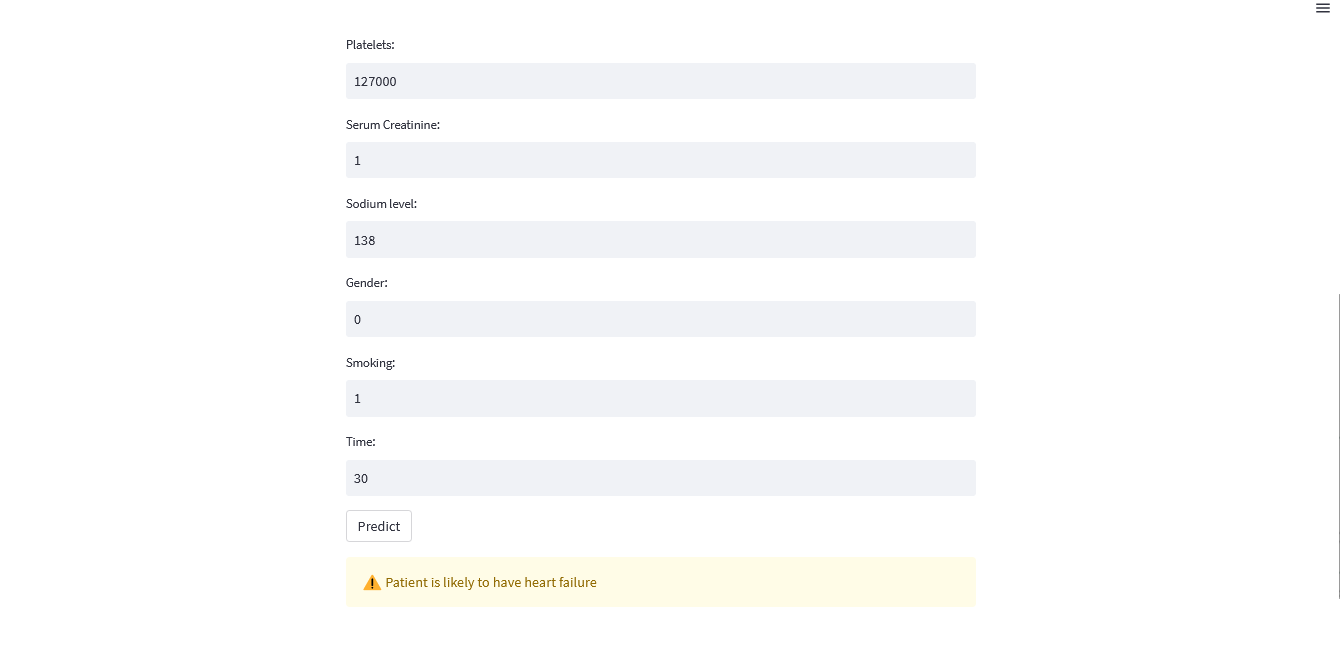 Platelets:
127000
Serum Creatinine:
1
Sodium level:
138
Gender:
0
Smoking:
1
Time:
30
Predict
Patient is likely to have heart failure